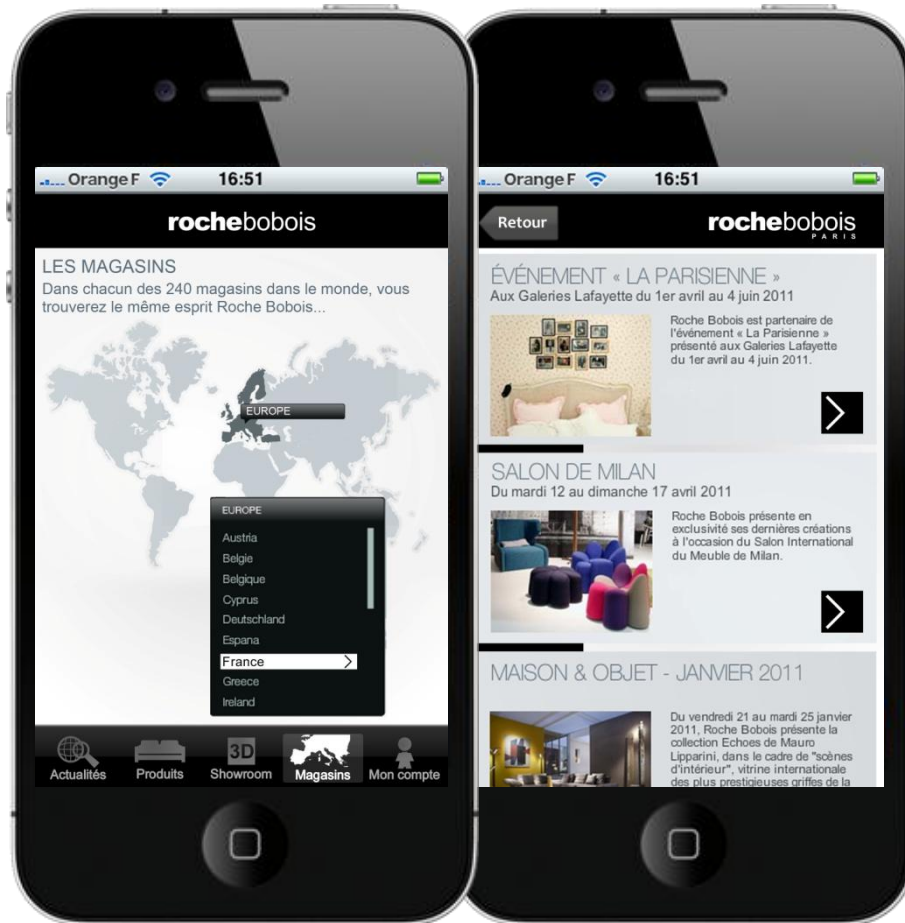 Orange F 16:51
rochebobois
LES MAGASINS
Dans chacun des 240 magasins dans le monde, vous
trouverez le même esprit Roche Bobois...
EUROPE
EUROPE
Austria
Belgie
Belgique
Cyprus
Deutschland
Espana
France
Greece
Ireland
Actualités
Produits
3D
Showroom
Magasins
Mon compte
Orange F 16:51
Retour
rochebobois
PARIS
ÉVÉNEMENT « LA PARISIENNE »
Aux Galeries Lafayette du 1er avril au 4 juin 2011
Roche Bobois est partenaire de
l'événement « La Parisienne »
présenté aux Galeries Lafayette
du 1er avril au 4 juin 2011.
SALON DE MILAN
Du mardi 12 au dimanche 17 avril 2011
Roche Bobois présente en
exclusivité ses dernières créations
à l'occasion du Salon International
du Meuble de Milan.
MAISON & OBJET - JANVIER 2011
Du vendredi 21 au mardi 25 janvier
2011, Roche Bobois présente la
collection Echoes de Mauro
Lipparini, dans le cadre de "scènes
d'intérieur", vitrine internationale
des plus prestigieuses griffes de la